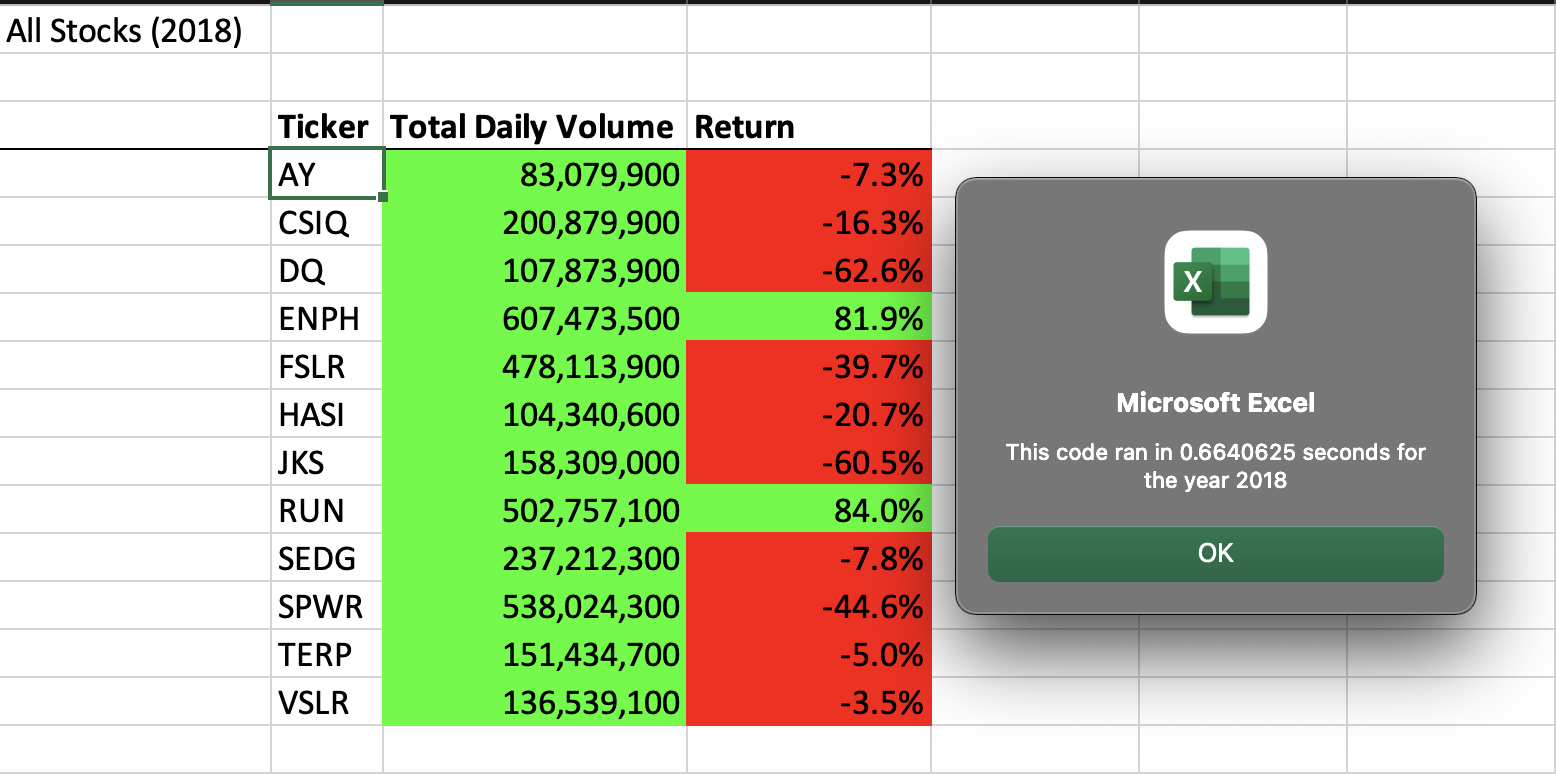 All Stocks (2018)
Ticker Total Daily Volume Return
AY 83,079,900 -7.3%
CSIQ 200,879,900 -16.3%
DQ 107,873,900 -62.6%
ENPH 607,473,500 81.9%
FSLR 478,113,900 -39.7%
HASI 104,340,600 -20.7%
JKS 158,309,000 -60.5%
RUN 502,757,100 84.0%
SEDG 237,212,300 -7.8%
SPWR 538,024,300 -44.6%
TERP 151,434,700 -5.0%
VSLR 136,539,100 -3.5%
X
Microsoft Excel
This code ran in 0.6640625 seconds for
the year 2018
OK